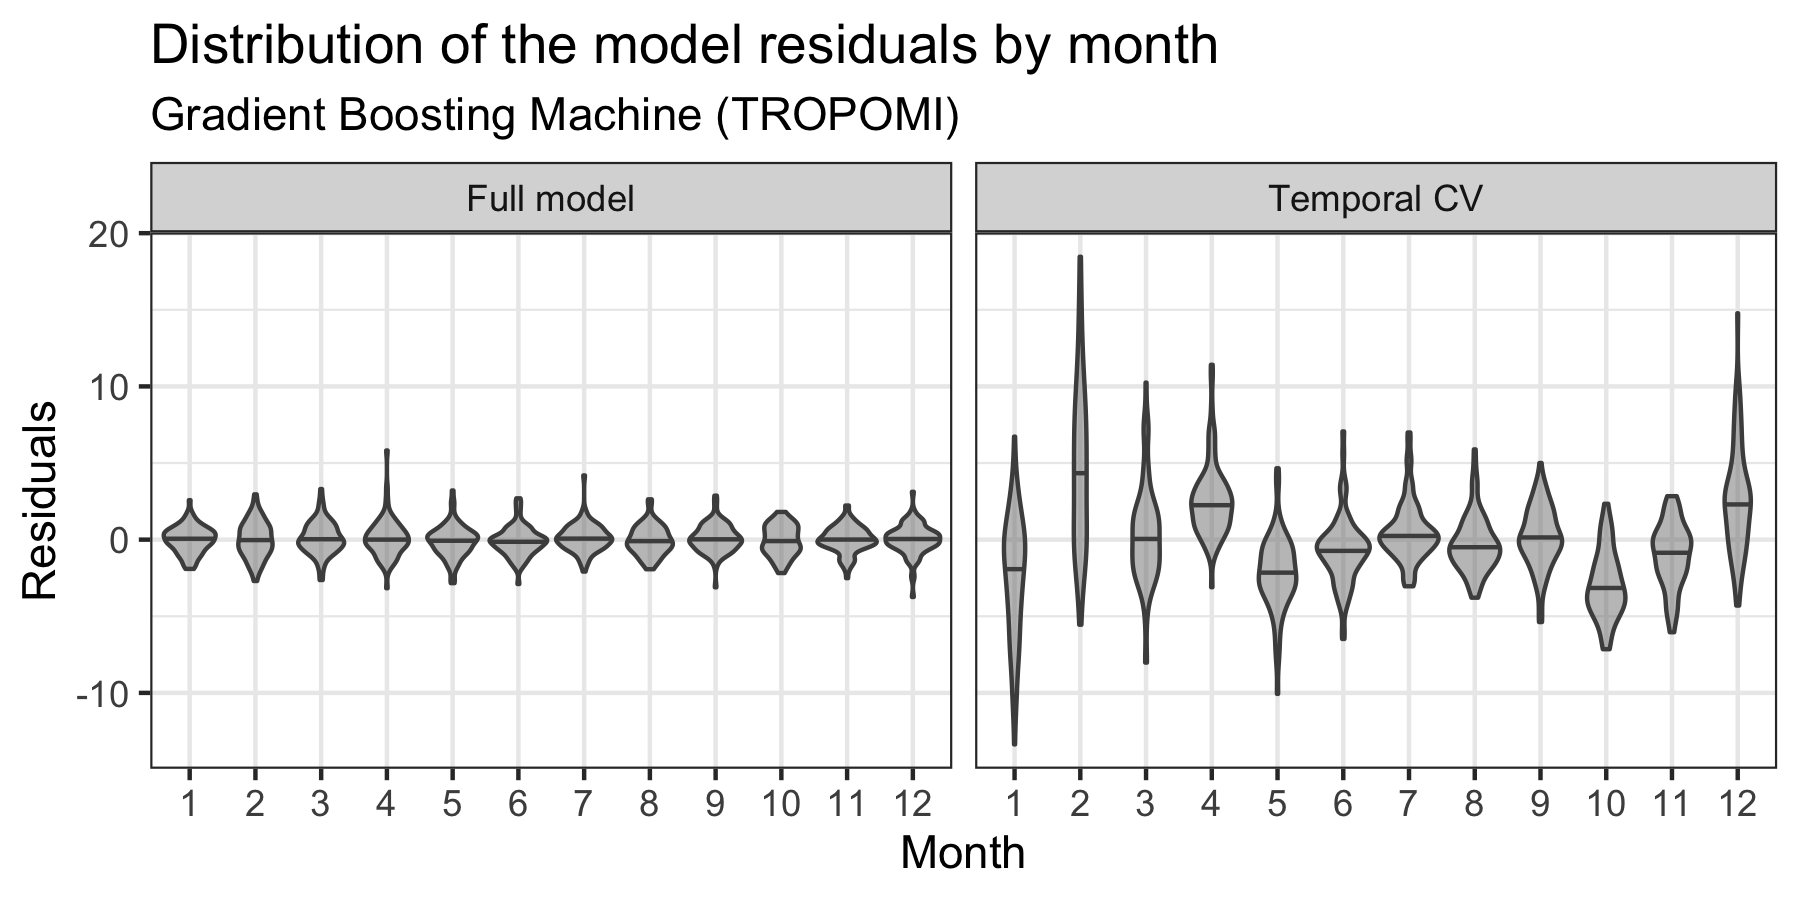 Distribution of the model residuals by month
Gradient Boosting Machine (TROPOMI)
Full model
Temporal CV
20
10
0
-10
Residuals
1 2 3 4 5 6 7 8 9 10 11 12
1 2 3 4 5 6 7 8 9 10 11 12
Month